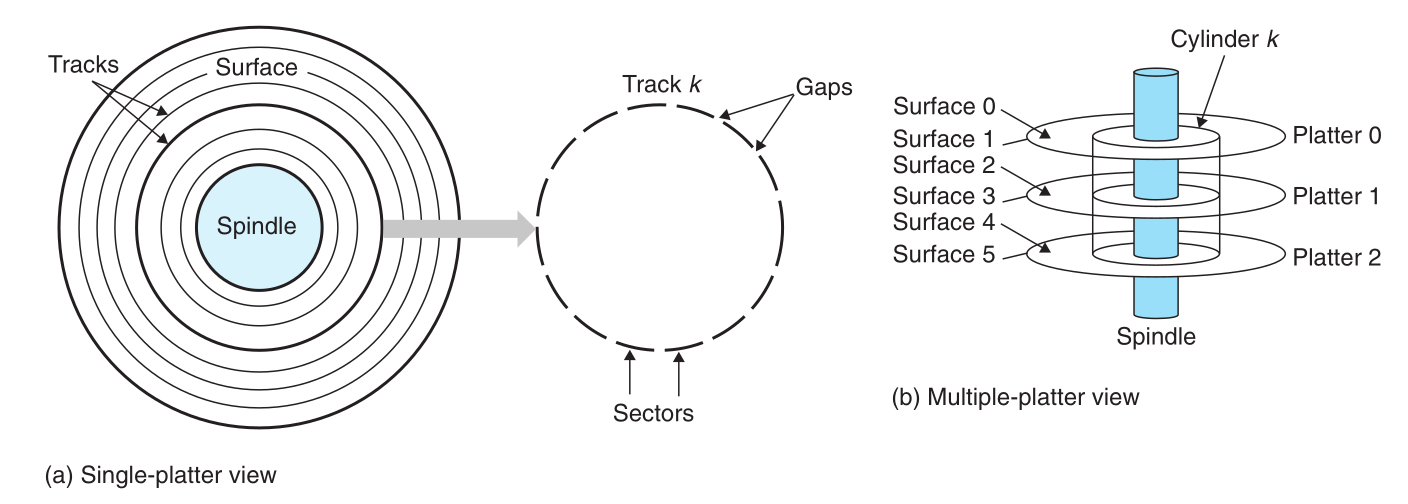 Tracks
Surface
Spindle
Track k
Gaps
Sectors
(a) Single-platter view
Cylinder k
Surface 0
Surface 1
Surface 2
Surface 3
Surface 4
Surface 5
Platter 0
Platter 1
Platter 2
Spindle
(b) Multiple-platter view